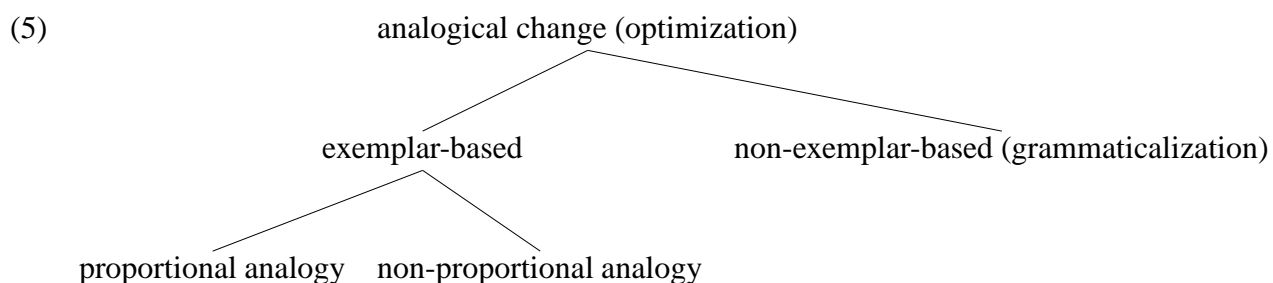 (5) analogical change (optimization)
exemplar-based non-exemplar-based (grammaticalization)
proportional analogy non-proportional analogy